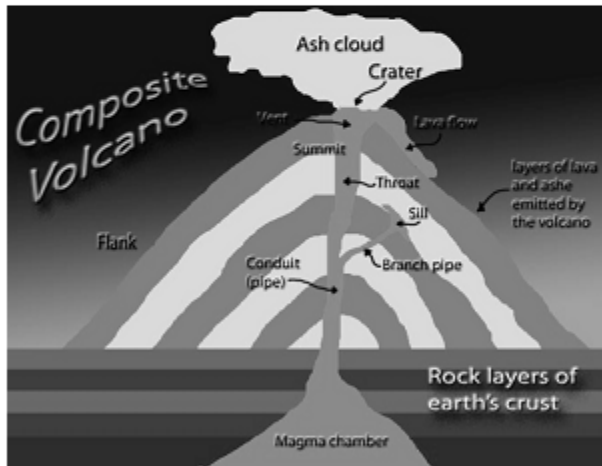 Ash cloud
Crater
Composite
Volcano
Vent
Lava flow
Summit
layers of lava
and ashe
emitted by
the volcano
Throat
Sill
Flank
Conduit
(pipe)
Branch pipe
Rock layers of
earth's crust
Magma chamber